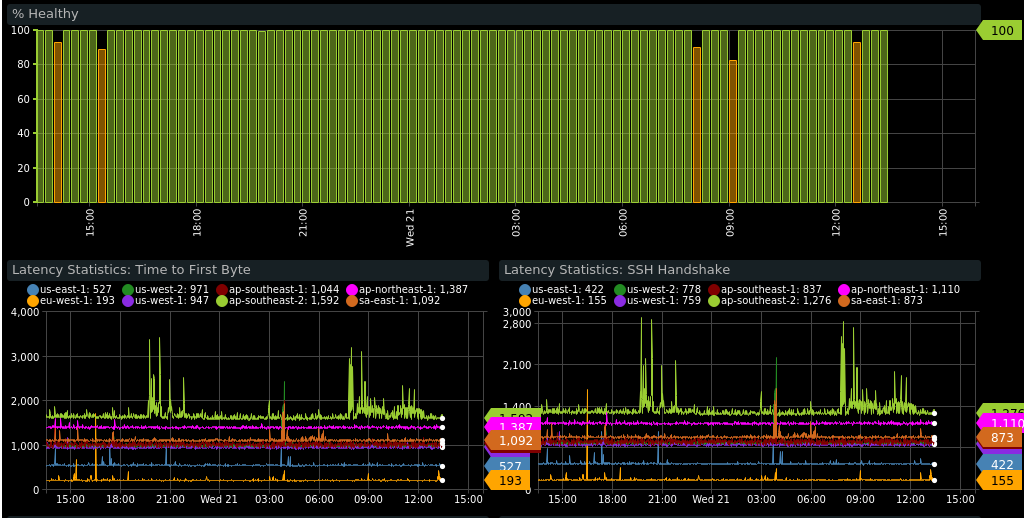 % Healthy
100
80
60
40
20
0
15:00 18:00 21:00 Wed 21 03:00 06:00 09:00 12:00 15:00
100
Latency Statistics: Time to First Byte
us-east-1: 527 us-west-2: 971 ap-southeast-1: 1,044 ap-northeast-1: 1,387
eu-west-1: 193 us-west-1: 947 ap-southeast-2: 1,592 sa-east-1: 1,092
4,000
3,000
2,000
1,000
0
15:00 18:00 21:00 Wed 21 03:00 06:00 09:00 12:00 15:00
1,387
1,092
527
193
Latency Statistics: SSH Handshake
us-east-1: 422 us-west-2: 778 ap-southeast-1: 837 ap-northeast-1: 1,110
eu-west-1: 155 us-west-1: 759 ap-southeast-2: 1,276 sa-east-1: 873
3,000
2,800
2,100
1,400
0
15:00 18:00 21:00 Wed 21 03:00 06:00 09:00 12:00 15:00
1,276
1,110
873
422
155